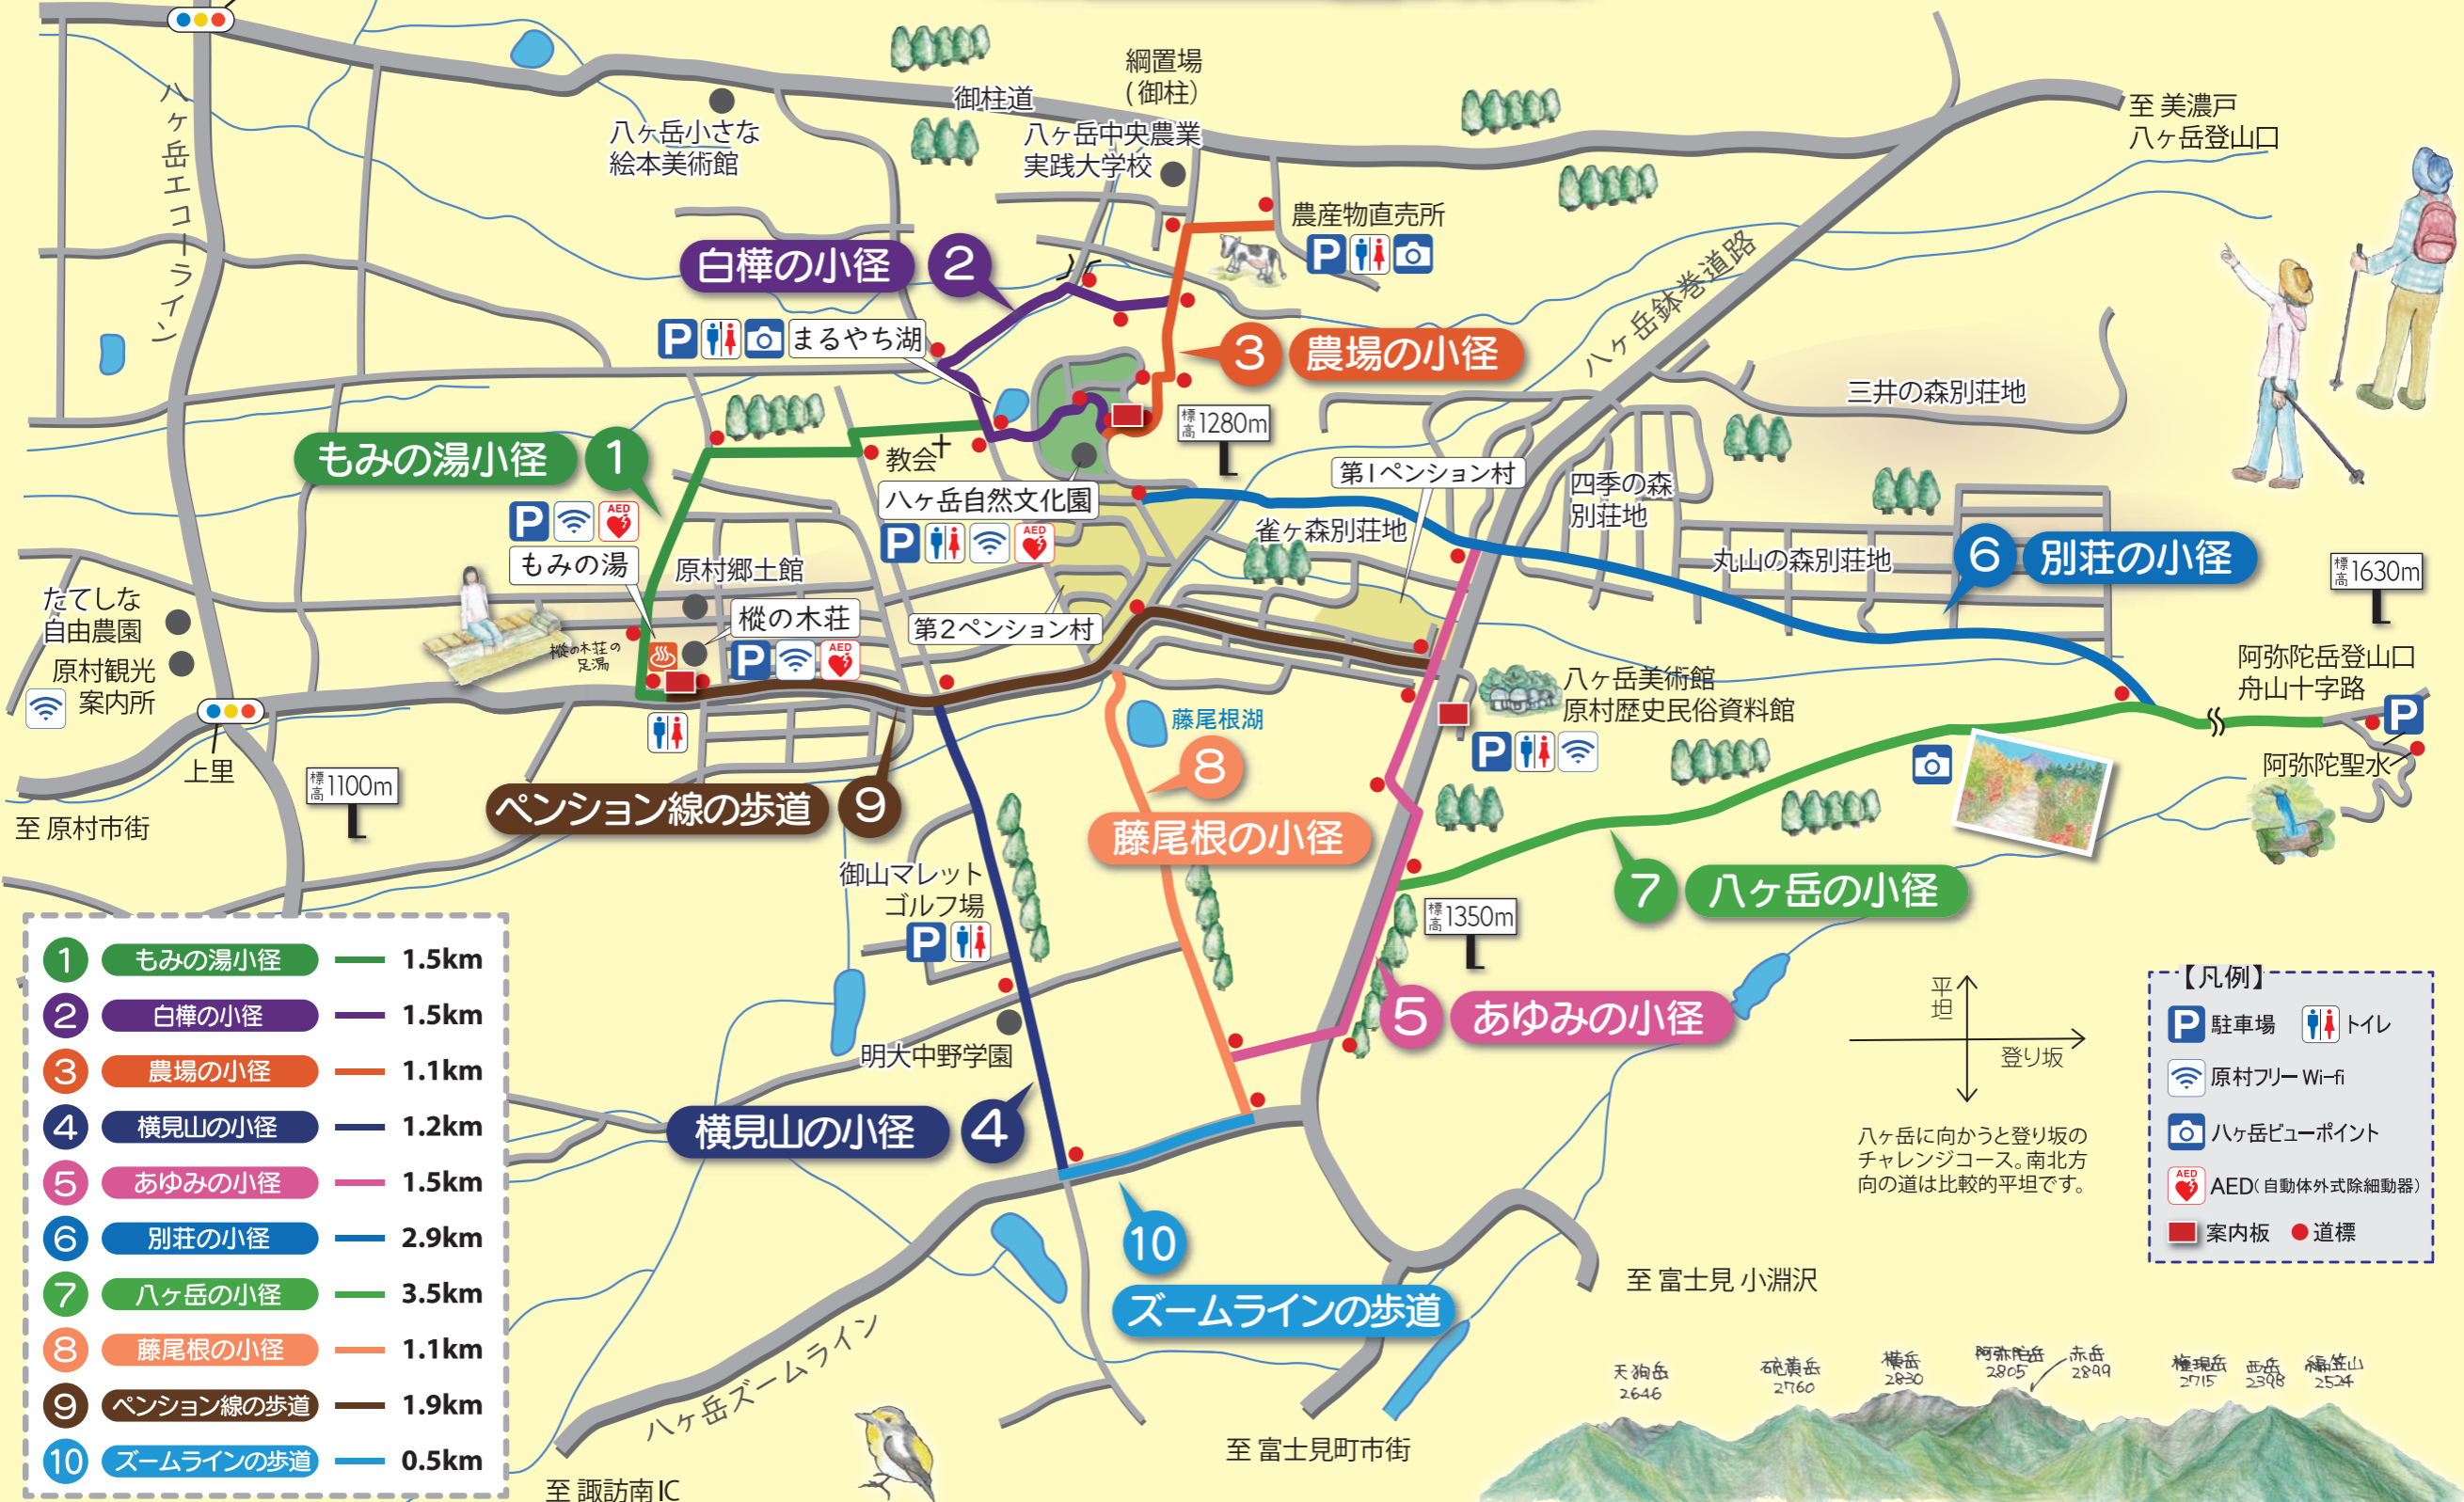 綱置場
(御柱)
御柱道
八ヶ岳小さな
絵本美術館
八ヶ岳中央農業
実践大学校
至 美濃戸
八ヶ岳登山口
八ヶ岳エコーライン
農産物直売所
P
白樺の小径 2
P
まるやち湖
3 農場の小径
八ヶ岳鉢巻道路
三井の森別荘地
標高1280m
もみの湯小径 1
教会
八ヶ岳自然文化園
P AED
第1ペンション村
四季の森
別荘地
雀ヶ森別荘地
丸山の森別荘地
6 別荘の小径
標高1630m
P AED
もみの湯
原村郷土館
樅の木荘
P AED
樅の木荘の
足湯
第2ペンション村
たてしな
自由農園
原村観光
案内所
上里
至 原村市街
標高1100m
ペンション線の歩道 9
藤尾根湖
8
藤尾根の小径
八ヶ岳美術館
原村歴史民俗資料館
P
阿弥陀岳登山口
舟山十字路
P
阿弥陀聖水
7 八ヶ岳の小径
標高1350m
御山マレット
ゴルフ場
P
明大中野学園
5 あゆみの小径
横見山の小径 4
10
ズームラインの歩道
八ヶ岳ズームライン
至 諏訪南IC
至 富士見町市街
至 富士見 小淵沢
1 もみの湯小径 1.5km
2 白樺の小径 1.5km
3 農場の小径 1.1km
4 横見山の小径 1.2km
5 あゆみの小径 1.5km
6 別荘の小径 2.9km
7 八ヶ岳の小径 3.5km
8 藤尾根の小径 1.1km
9 ペンション線の歩道 1.9km
10 ズームラインの歩道 0.5km
平坦
登り坂
八ヶ岳に向かうと登り坂の
チャレンジコース。南北方
向の道は比較的平坦です。
【凡例】
P 駐車場 トイレ
原村フリーWi-fi
八ヶ岳ビューポイント
AED AED(自動体外式除細動器)
案内板 道標
天狗岳
2646
硫黄岳
2760
横岳
2830
阿弥陀岳
2805
赤岳
2899
権現岳
2715
西岳
2398
編笠山
2524